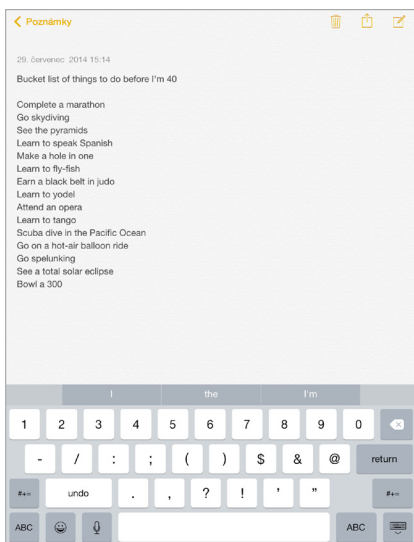 Poznámky
29. červenec 2014 15:14
Bucket list of things to do before I'm 40
Complete a marathon
Go skydiving
See the pyramids
Learn to speak Spanish
Make a hole in one
Learn to fly-fish
Earn a black belt in judo
Learn to yodel
Attend an opera
Learn to tango
Scuba dive in the Pacific Ocean
Go on a hot-air balloon ride
Go spelunking
See a total solar eclipse
Bowl a 300
I the I'm
1 2 3 4 5 6 7 8 9 0
- / : ; ( ) $ & @ return
#+= undo . , ? ! ' " #+=
ABC ABC